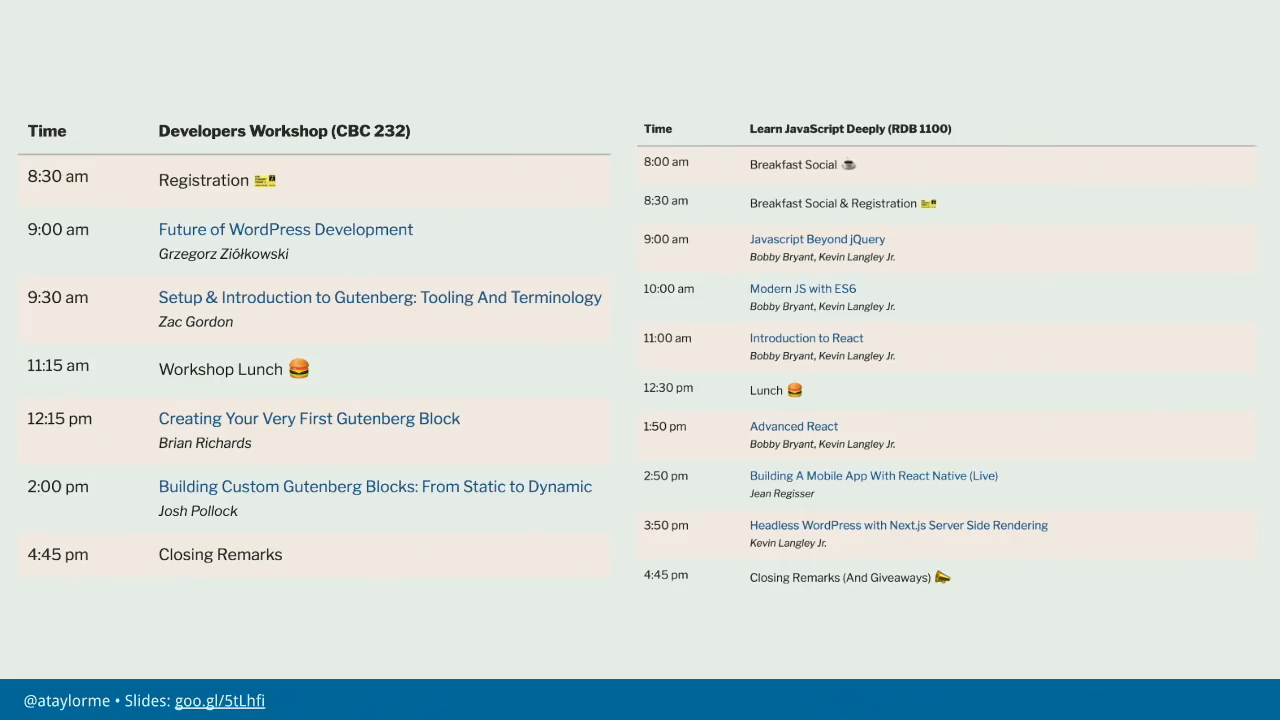 Time Developers Workshop (CBC 232)
8:30 am Registration
9:00 am Future of WordPress Development
Grzegorz Ziółkowski
9:30 am Setup & Introduction to Gutenberg: Tooling And Terminology
Zac Gordon
11:15 am Workshop Lunch
12:15 pm Creating Your Very First Gutenberg Block
Brian Richards
2:00 pm Building Custom Gutenberg Blocks: From Static to Dynamic
Josh Pollock
4:45 pm Closing Remarks
Time Learn JavaScript Deeply (RDB 1100)
8:00 am Breakfast Social
8:30 am Breakfast Social & Registration
9:00 am Javascript Beyond jQuery
Bobby Bryant, Kevin Langley Jr.
10:00 am Modern JS with ES6
Bobby Bryant, Kevin Langley Jr.
11:00 am Introduction to React
Bobby Bryant, Kevin Langley Jr.
12:30 pm Lunch
1:50 pm Advanced React
Bobby Bryant, Kevin Langley Jr.
2:50 pm Building A Mobile App With React Native (Live)
Jean Regisser
3:50 pm Headless WordPress with Next.js Server Side Rendering
Kevin Langley Jr.
4:45 pm Closing Remarks (And Giveaways)
@ataylorme • Slides: goo.gl/5tLhfi